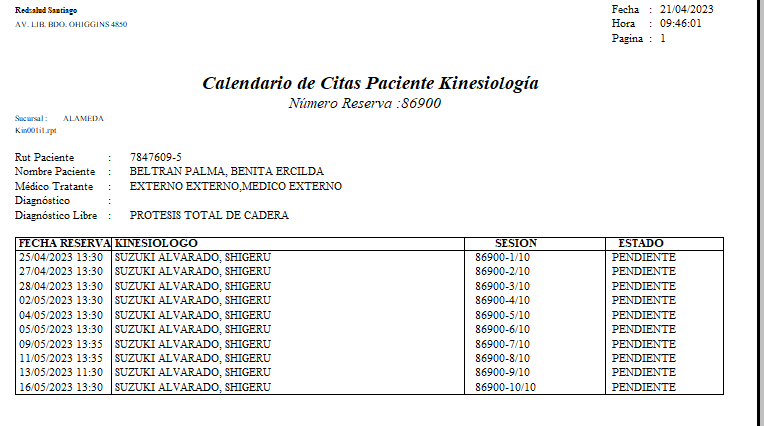 Redsalud Santiago
AV. LIB. BDO. OHIGGINS 4850
Fecha : 21/04/2023
Hora : 09:46:01
Pagina : 1
Calendario de Citas Paciente Kinesiología
Número Reserva :86900
Sucursal : ALAMEDA
Kin001i1.rpt
Rut Paciente : 7847609-5
Nombre Paciente : BELTRAN PALMA, BENITA ERCILDA
Médico Tratante : EXTERNO EXTERNO,MEDICO EXTERNO
Diagnóstico :
Diagnóstico Libre : PROTESIS TOTAL DE CADERA
FECHA RESERVA KINESIOLOGO SESION ESTADO
25/04/2023 13:30 SUZUKI ALVARADO, SHIGERU 86900-1/10 PENDIENTE
27/04/2023 13:30 SUZUKI ALVARADO, SHIGERU 86900-2/10 PENDIENTE
28/04/2023 13:30 SUZUKI ALVARADO, SHIGERU 86900-3/10 PENDIENTE
02/05/2023 13:30 SUZUKI ALVARADO, SHIGERU 86900-4/10 PENDIENTE
04/05/2023 13:30 SUZUKI ALVARADO, SHIGERU 86900-5/10 PENDIENTE
05/05/2023 13:30 SUZUKI ALVARADO, SHIGERU 86900-6/10 PENDIENTE
09/05/2023 13:35 SUZUKI ALVARADO, SHIGERU 86900-7/10 PENDIENTE
11/05/2023 13:35 SUZUKI ALVARADO, SHIGERU 86900-8/10 PENDIENTE
13/05/2023 11:30 SUZUKI ALVARADO, SHIGERU 86900-9/10 PENDIENTE
16/05/2023 13:30 SUZUKI ALVARADO, SHIGERU 86900-10/10 PENDIENTE